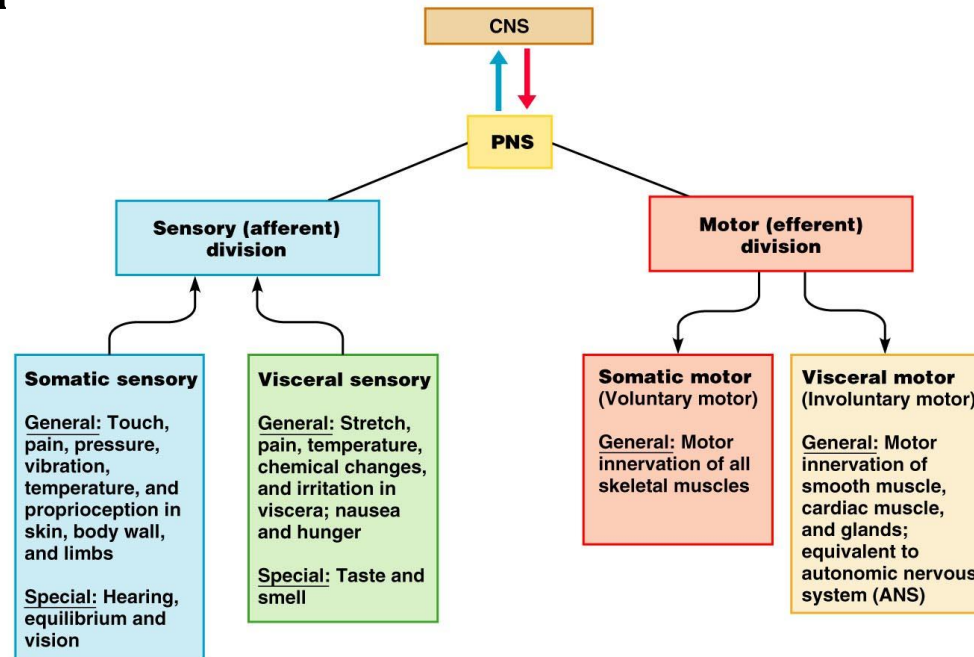 CNS
PNS
Sensory (afferent)
division
Motor (efferent)
division
Somatic sensory
General: Touch,
pain, pressure,
vibration,
temperature, and
proprioception in
skin, body wall,
and limbs
Special: Hearing,
equilibrium and
vision
Visceral sensory
General: Stretch,
pain, temperature,
chemical changes,
and irritation in
viscera; nausea
and hunger
Special: Taste and
smell
Somatic motor
(Voluntary motor)
General: Motor
innervation of all
skeletal muscles
Visceral motor
(Involuntary motor)
General: Motor
innervation of
smooth muscle,
cardiac muscle,
and glands;
equivalent to
autonomic nervous
system (ANS)